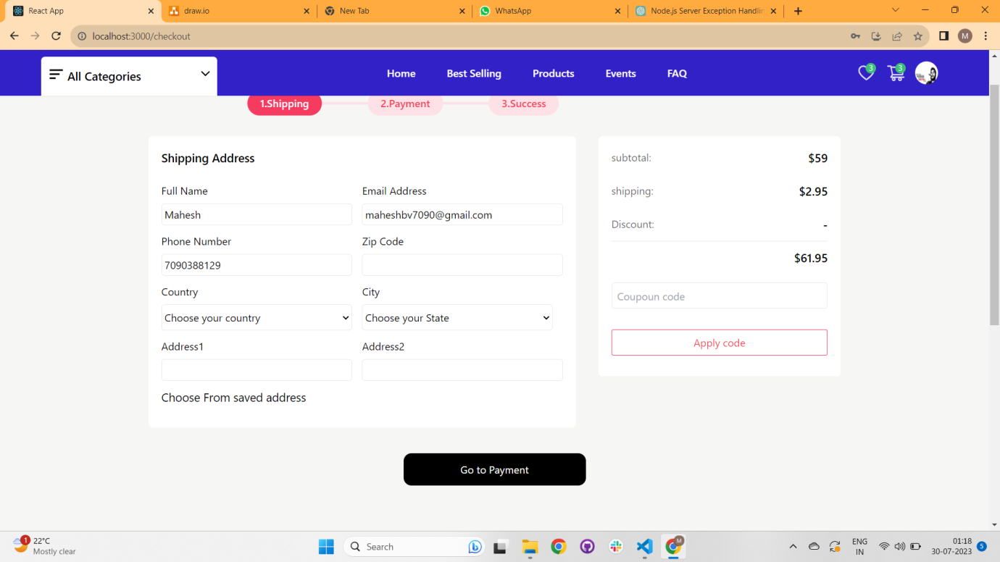 React App
draw.io
New Tab
WhatsApp
Node.js Server Exception Handlin
localhost:3000/checkout
M
All Categories
Home
Best Selling
Products
Events
FAQ
3
3
1.Shipping
2.Payment
3.Success
Shipping Address
Full Name
Email Address
Mahesh
maheshbv7090@gmail.com
Phone Number
Zip Code
7090388129
Country
City
Choose your country
Choose your State
Address1
Address2
Choose From saved address
subtotal:
$59
shipping:
$2.95
Discount:
-
$61.95
Coupoun code
Apply code
Go to Payment
1
22°C
Mostly clear
Search
M
ENG
IN
01:18
30-07-2023
5